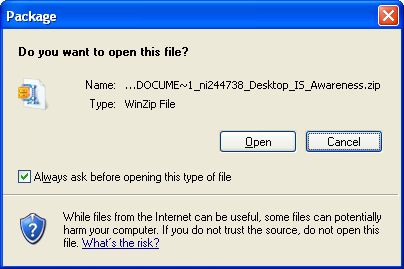 Package
Do you want to open this file?
Name: ...DOCUME~1_ni244738_Desktop_IS_Awareness.zip
Type: WinZip File
Open Cancel
Always ask before opening this type of file
While files from the Internet can be useful, some files can potentially
harm your computer. If you do not trust the source, do not open this
file. What's the risk?